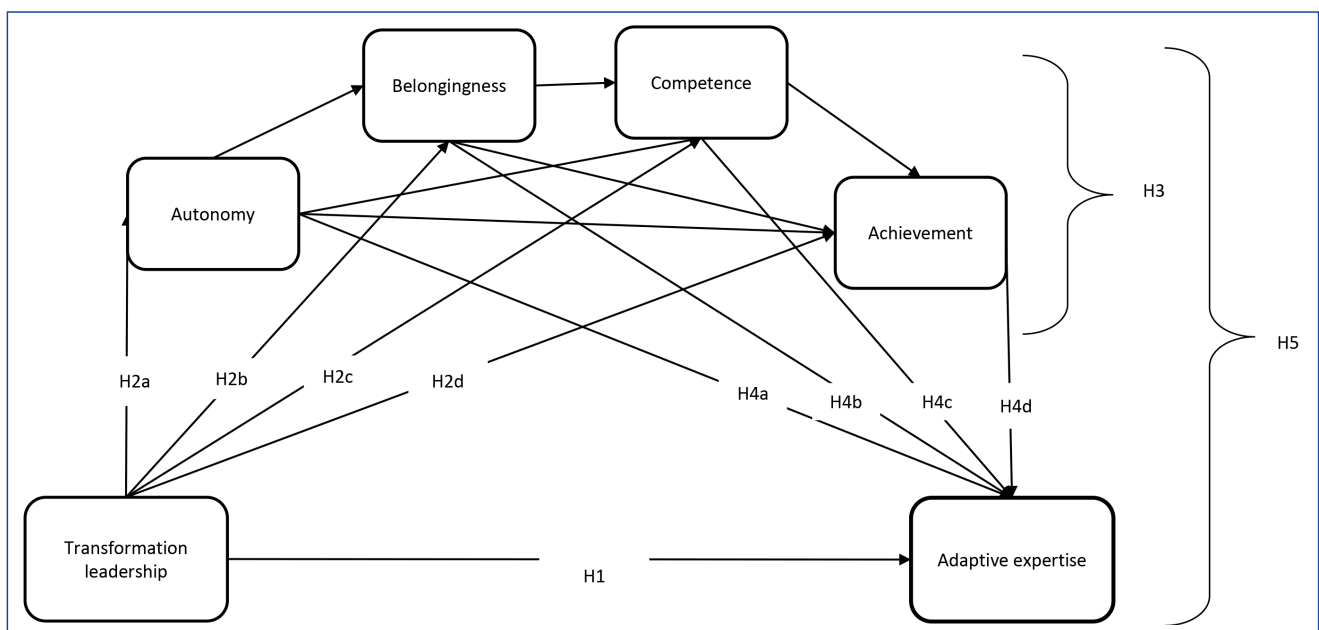 Belongingness
Competence
Autonomy
Achievement
H3
H5
H2a
H2b
H2c
H2d
H4a
H4b
H4c
H4d
Transformation
leadership
Adaptive expertise
H1